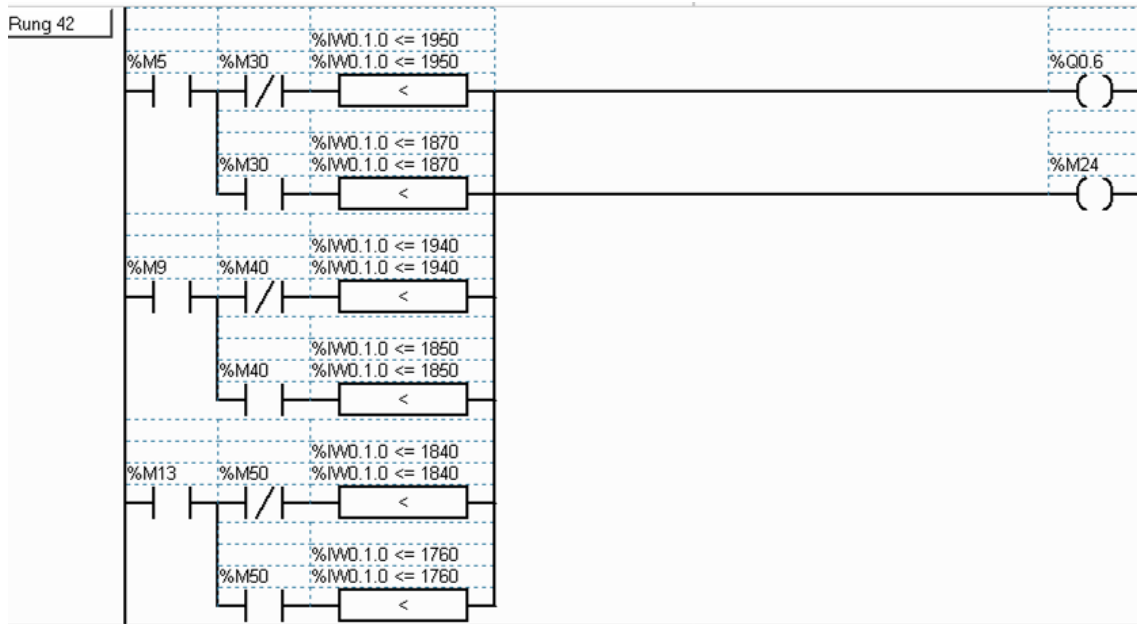 Rung 42
%IW0.1.0 <= 1950
%M5 %M30 %IW0.1.0 <= 1950 %Q0.6
<
%IW0.1.0 <= 1870
%M30 %IW0.1.0 <= 1870 %M24
<
%IW0.1.0 <= 1940
%M9 %M40 %IW0.1.0 <= 1940
<
%IW0.1.0 <= 1850
%M40 %IW0.1.0 <= 1850
<
%IW0.1.0 <= 1840
%M13 %M50 %IW0.1.0 <= 1840
<
%IW0.1.0 <= 1760
%M50 %IW0.1.0 <= 1760
<